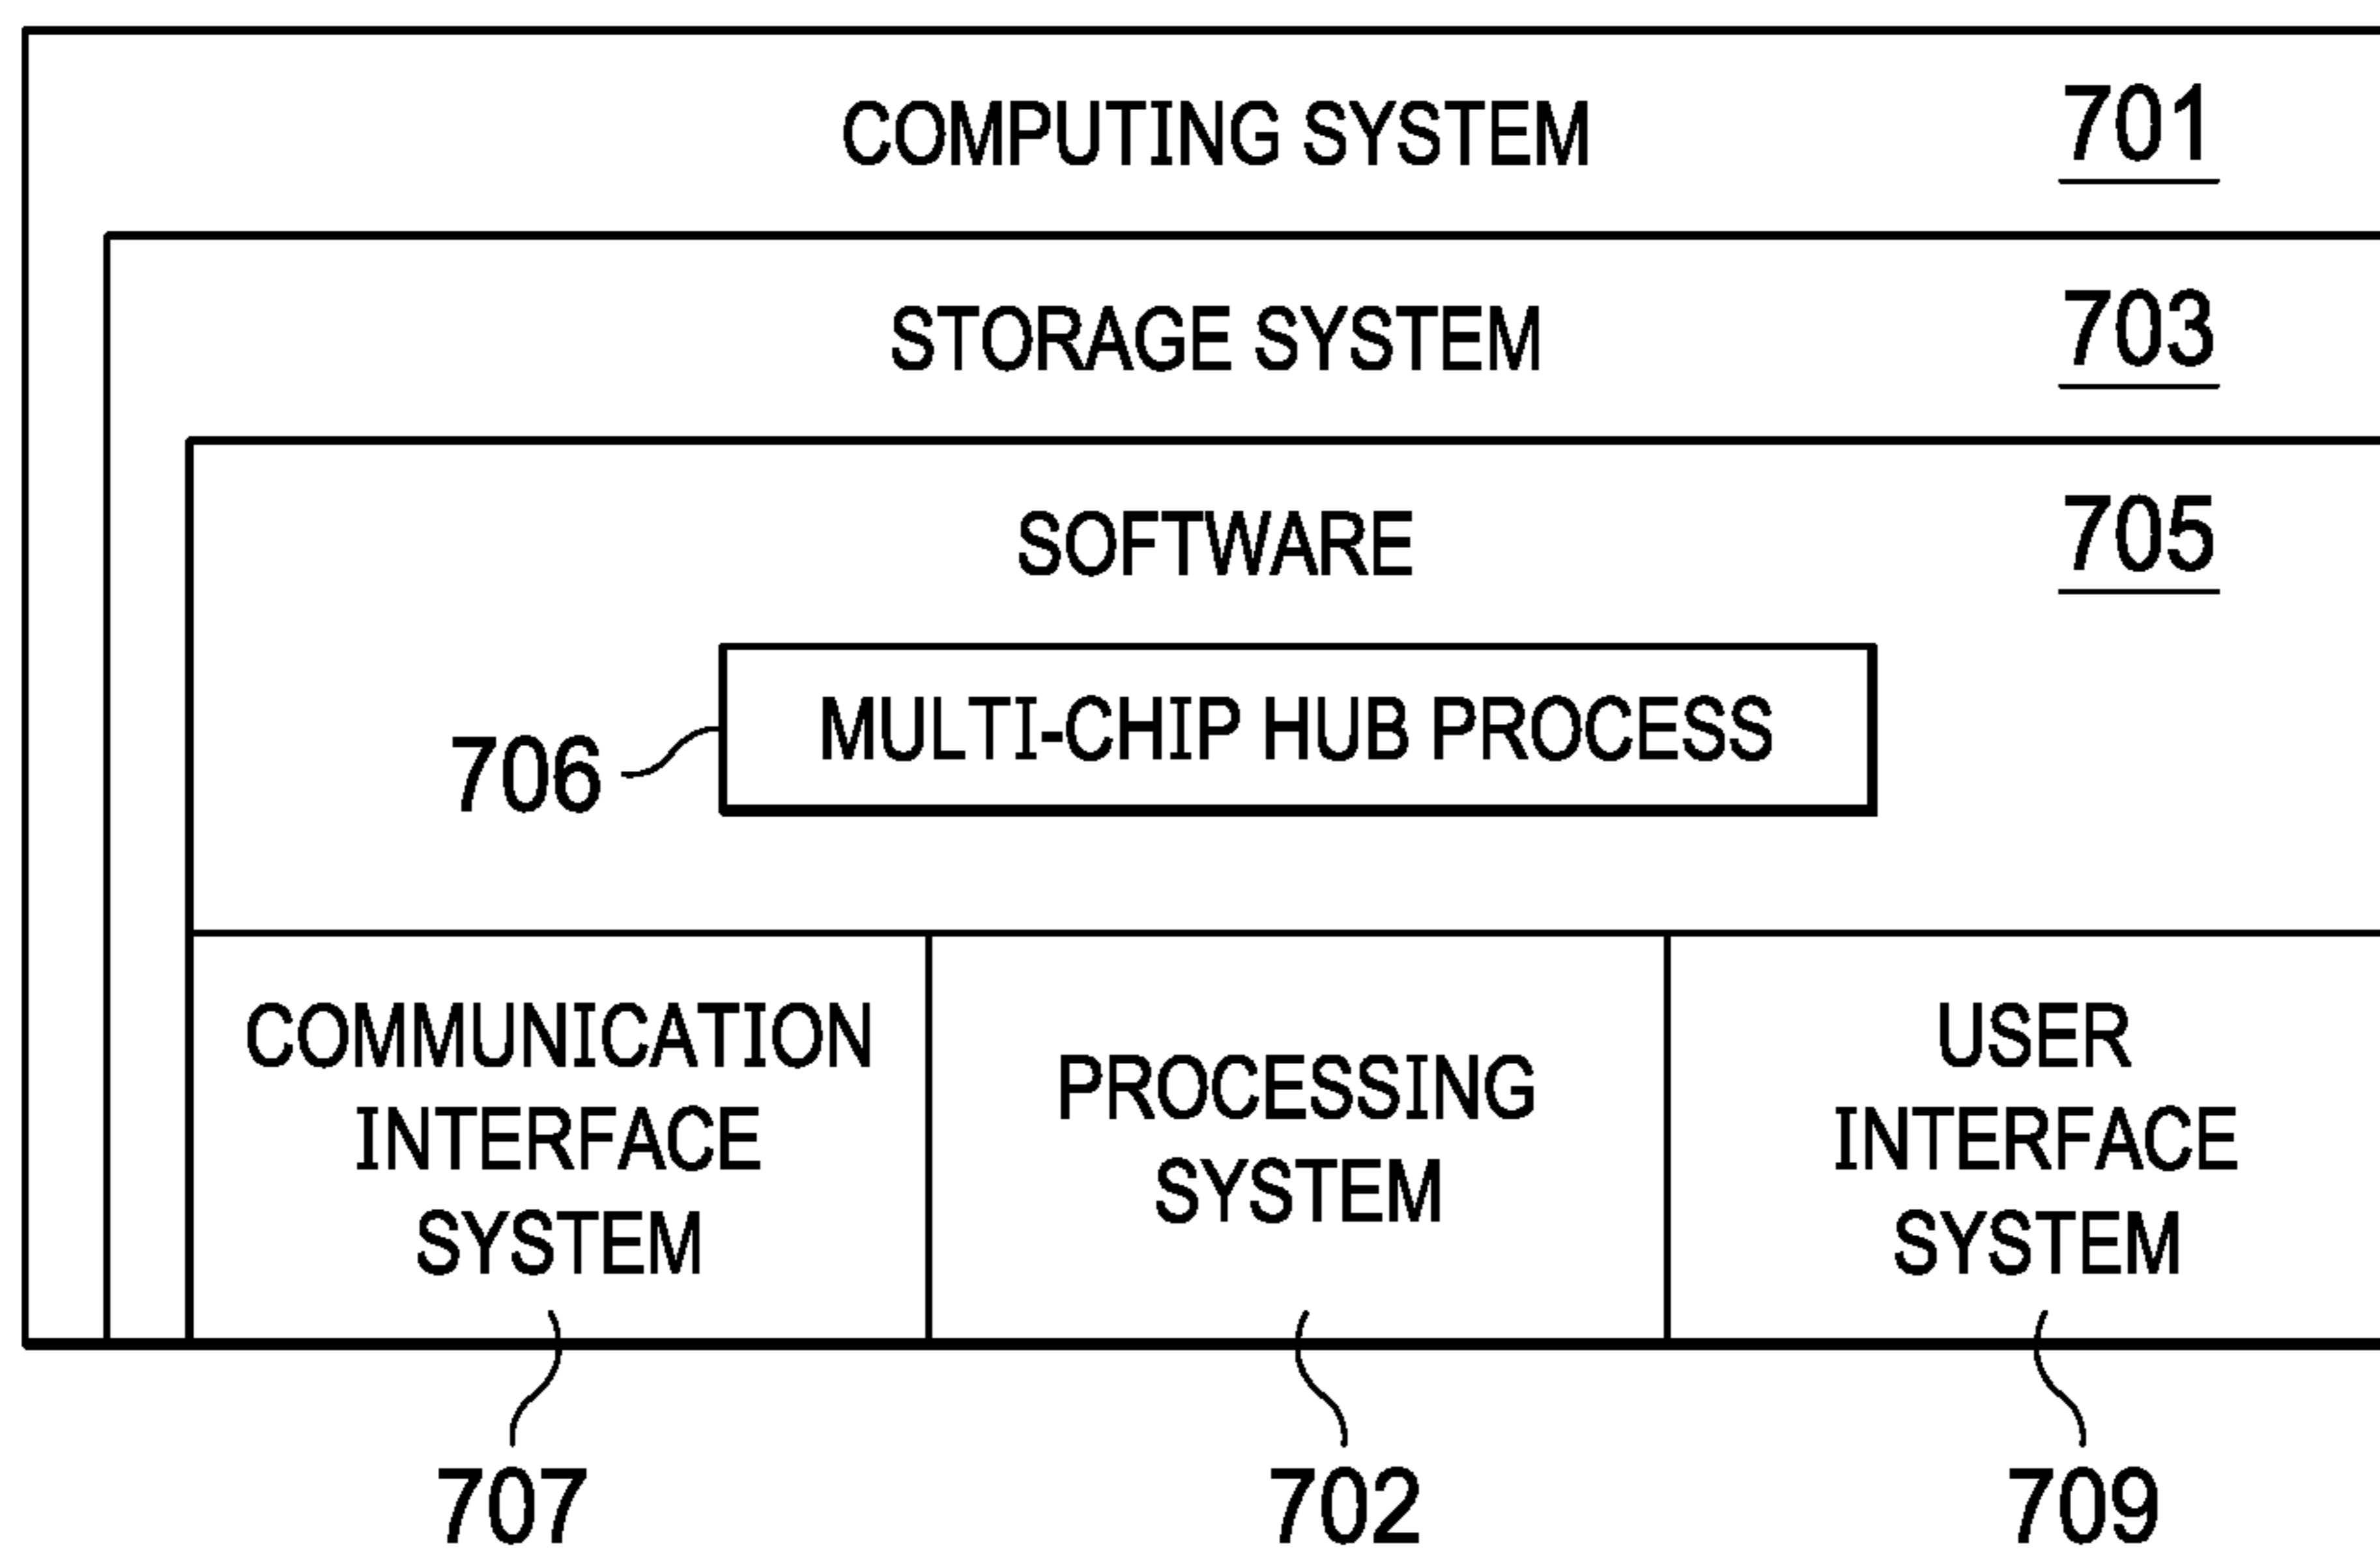 COMPUTING SYSTEM 701
STORAGE SYSTEM 703
SOFTWARE 705
MULTI-CHIP HUB PROCESS
706
COMMUNICATION
INTERFACE
SYSTEM
PROCESSING
SYSTEM
USER
INTERFACE
SYSTEM
707 702 709